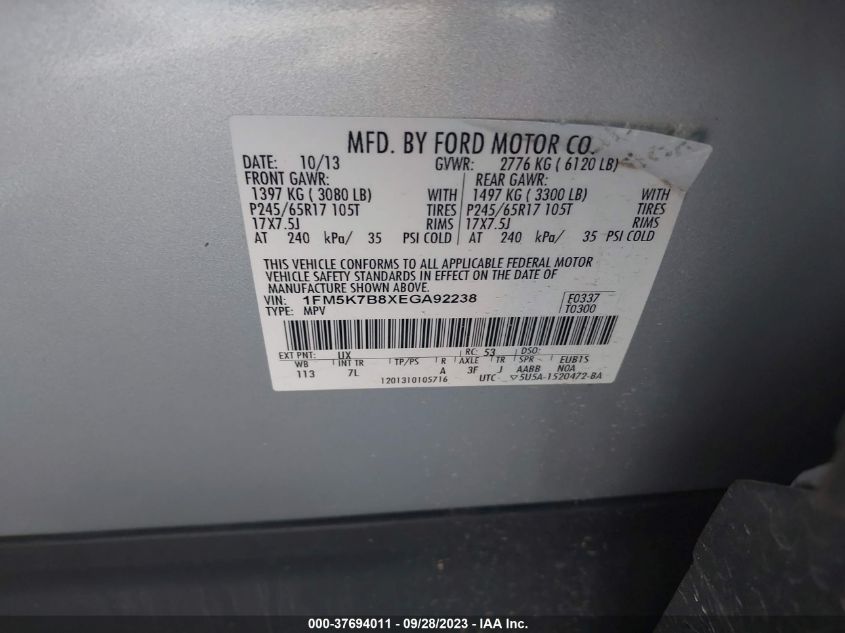 MFD. BY FORD MOTOR CO.
DATE: 10/13 GVWR: 2776 KG ( 6120 LB)
FRONT GAWR: REAR GAWR:
1397 KG ( 3080 LB) WITH 1497 KG ( 3300 LB) WITH
P245/65R17 105T TIRES P245/65R17 105T TIRES
17X7.5J RIMS 17X7.5J RIMS
AT 240 kPa/ 35 PSI COLD AT 240 kPa/ 35 PSI COLD
THIS VEHICLE CONFORMS TO ALL APPLICABLE FEDERAL MOTOR
VEHICLE SAFETY STANDARDS IN EFFECT ON THE DATE OF
MANUFACTURE SHOWN ABOVE.
VIN: 1FM5K7B8XEGA92238 E0337
TYPE: MPV T0300
EXT PNT: UX RC: 53 DSO:
WB INT TR TP/PS R AXLE TR SPR EUB1S
113 7L A 3F J AABB N0A
1201310105716 UTC ▽5U5A-1520472-BA
000-37694011 - 09/28/2023 - IAA Inc.